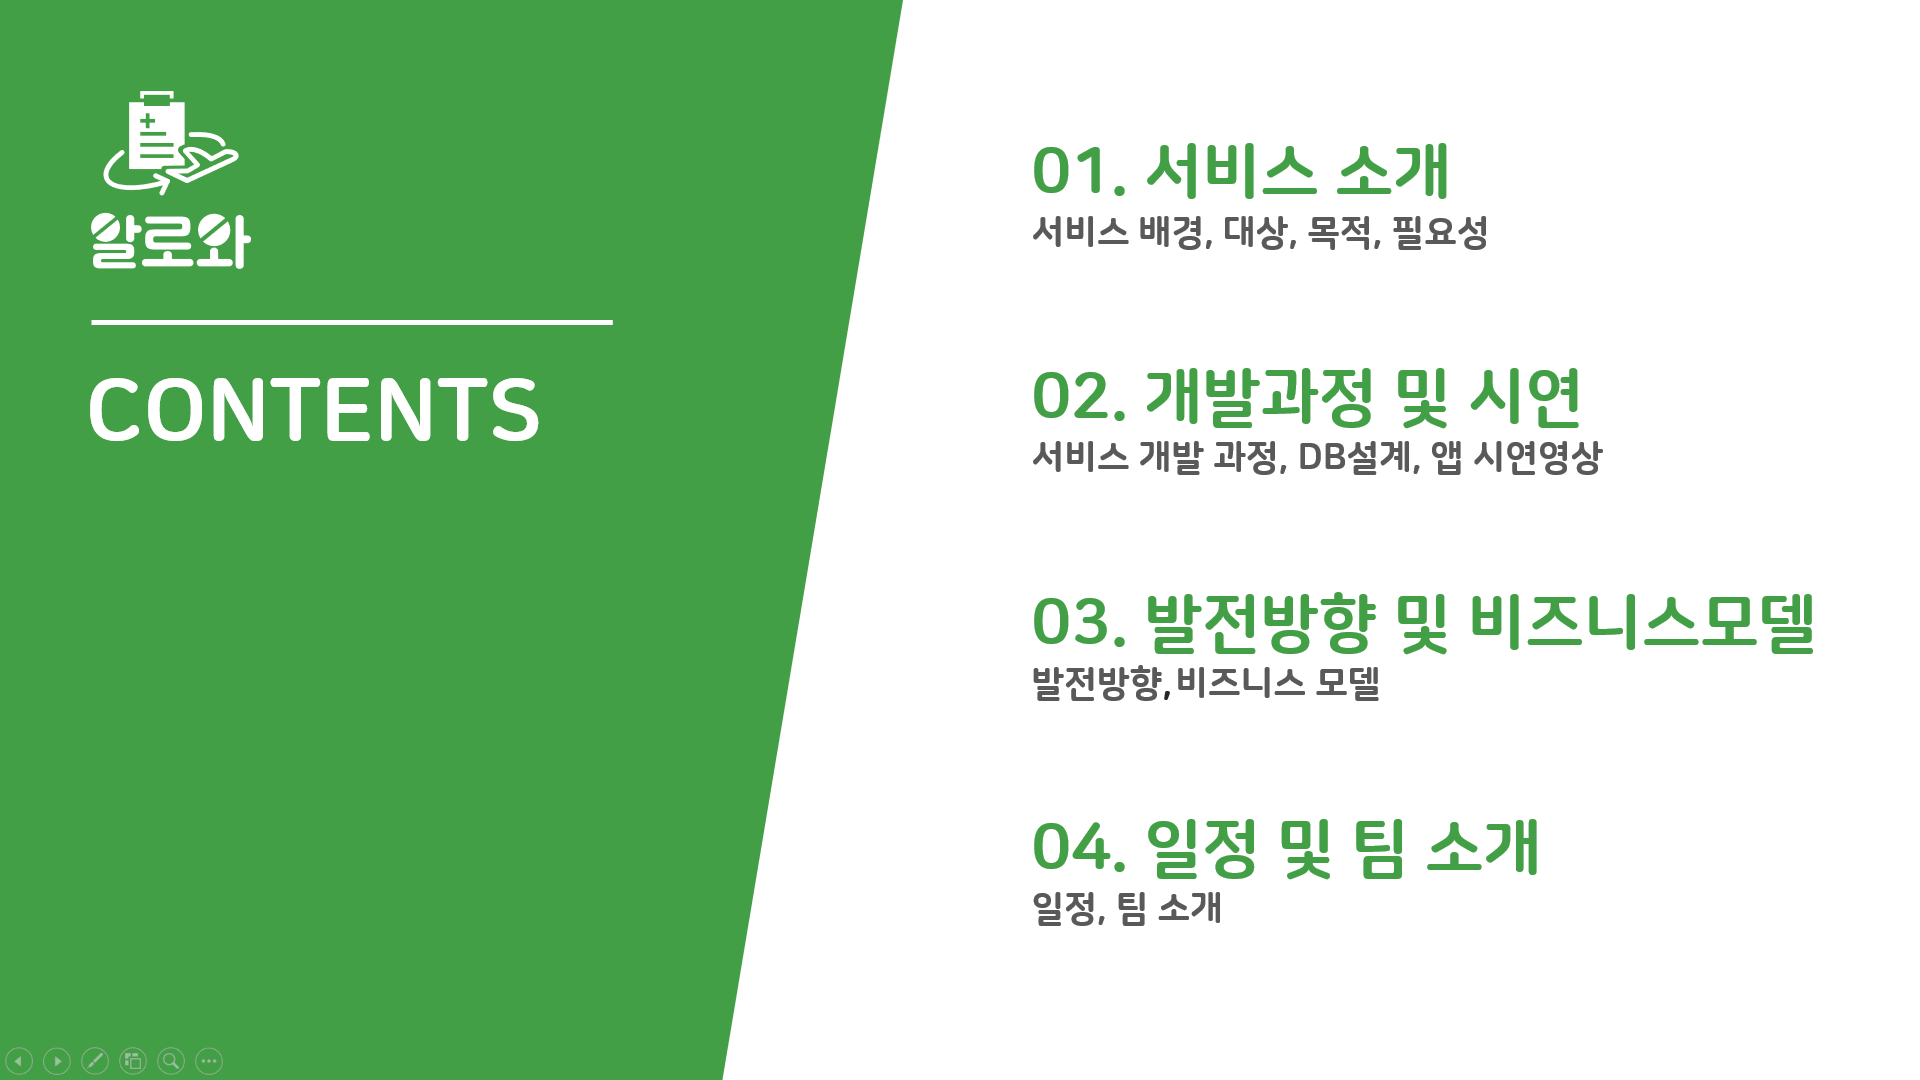 알로와
CONTENTS
01. 서비스 소개
서비스 배경, 대상, 목적, 필요성
02. 개발과정 및 시연
서비스 개발 과정, DB설계, 앱 시연영상
03. 발전방향 및 비즈니스모델
발전방향, 비즈니스 모델
04. 일정 및 팀 소개
일정, 팀 소개